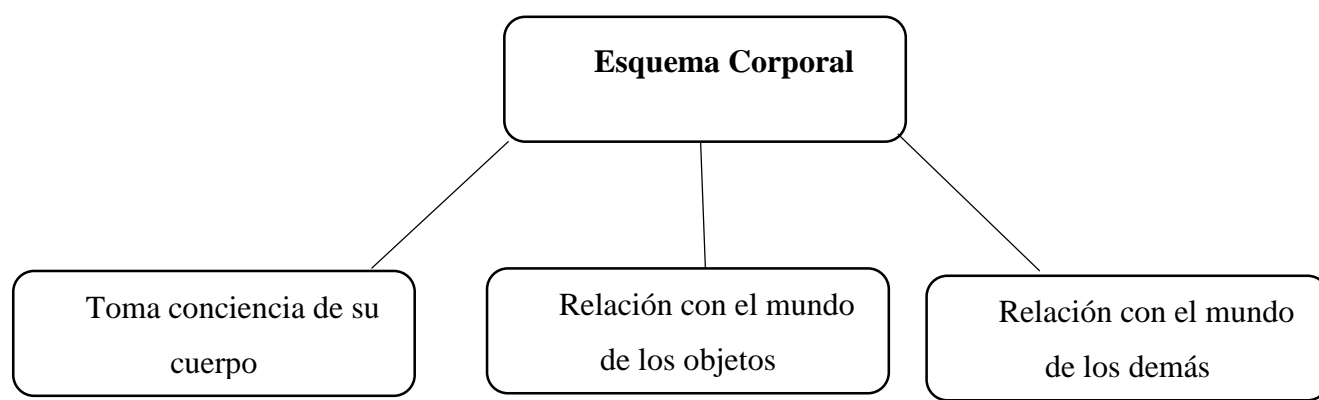 Esquema Corporal
Toma conciencia de su
cuerpo
Relación con el mundo
de los objetos
Relación con el mundo
de los demás